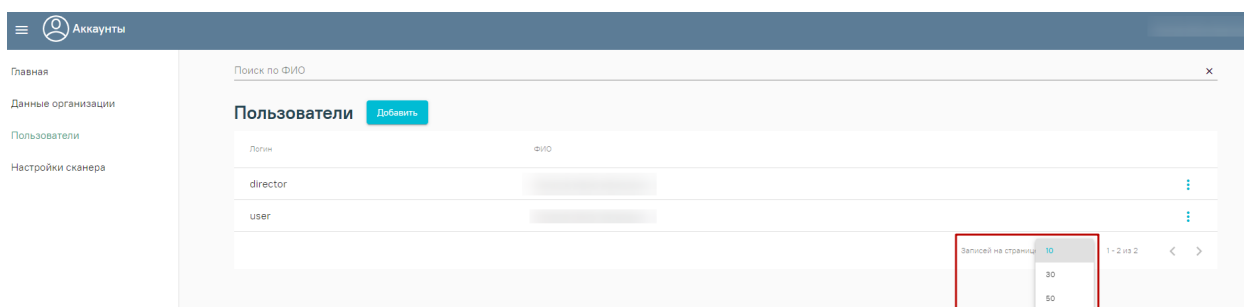 Аккаунты
Главная
Данные организации
Пользователи
Настройки сканера
Поиск по ФИО
Пользователи Добавить
Логин ФИО
director
user
Записей на страниц 10 1 - 2 из 2
30
50